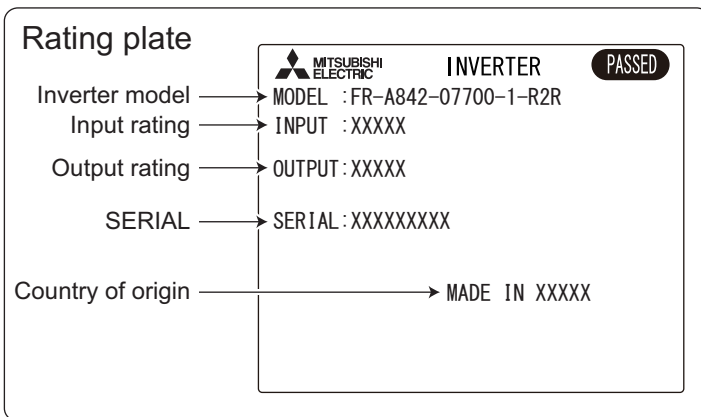 Rating plate
MITSUBISHI
ELECTRIC
INVERTER
PASSED
Inverter model
MODEL :FR-A842-07700-1-R2R
Input rating
INPUT :XXXXX
Output rating
OUTPUT:XXXXX
SERIAL
SERIAL:XXXXXXXXX
Country of origin
MADE IN XXXXX